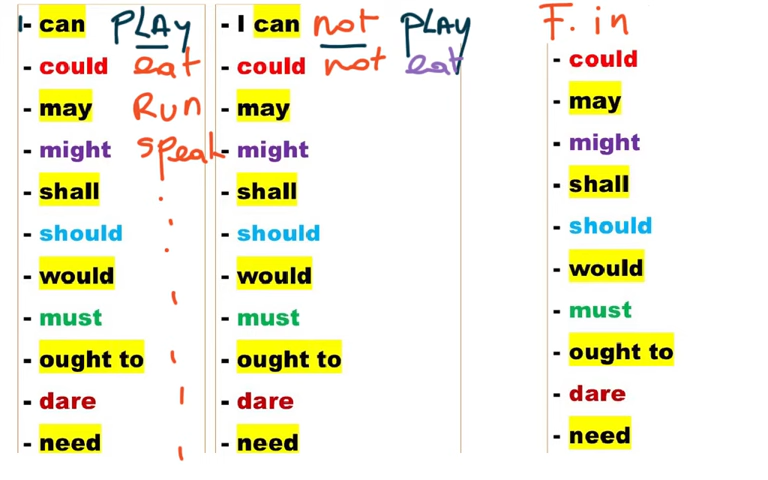 I- can PLAY
- could eat
- may Run
- might speak
- shall
- should
- would
- must
- ought to
- dare
- need
- I can not PLAY
- could not eat
- may
- might
- shall
- should
- would
- must
- ought to
- dare
- need
F. in
- could
- may
- might
- shall
- should
- would
- must
- ought to
- dare
- need